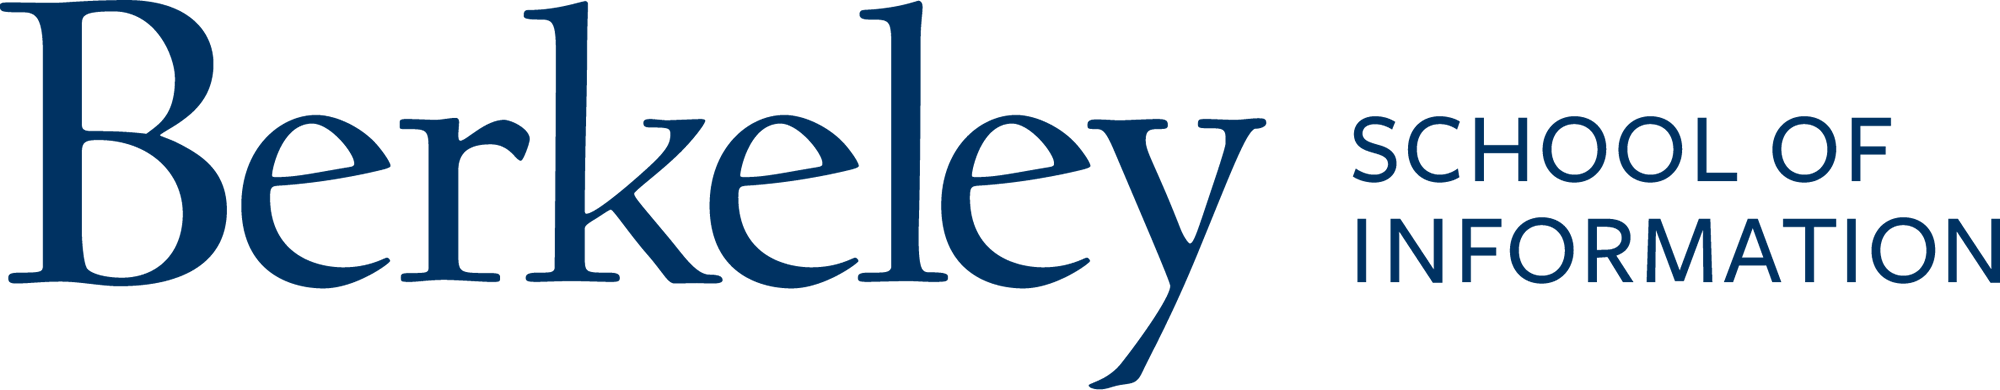 Berkeley
SCHOOL OF
INFORMATION